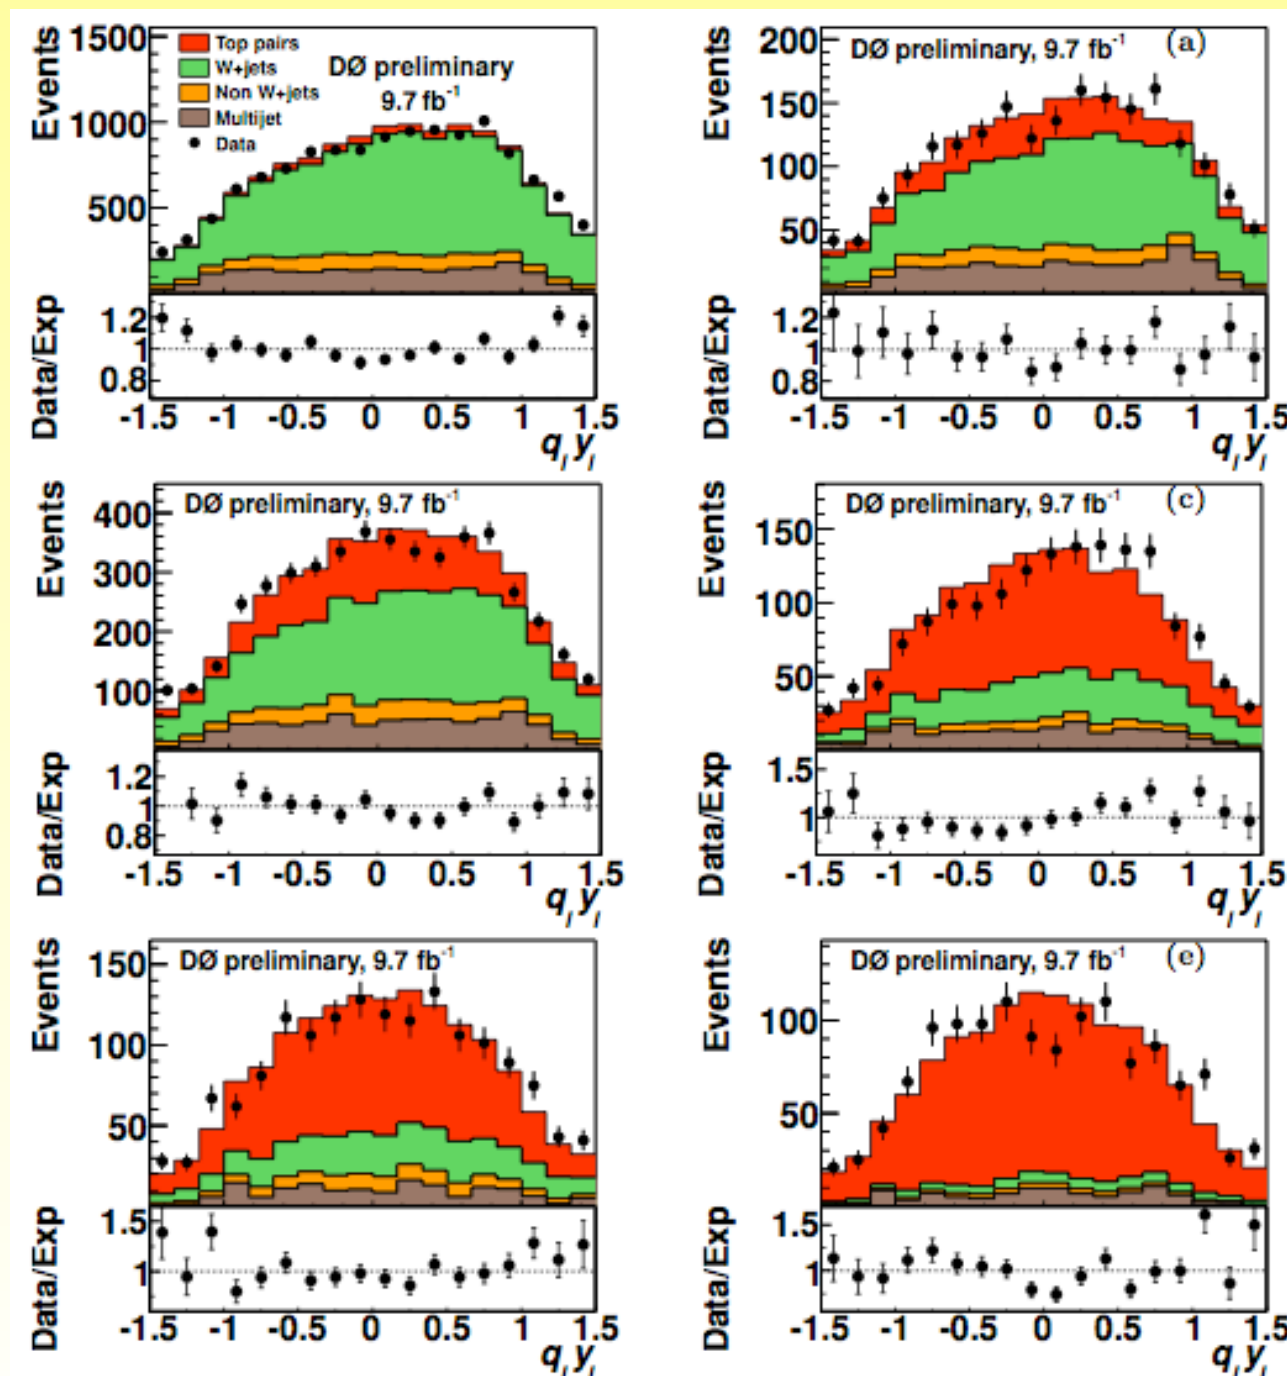 Events
1500
1000
500
Top pairs
W+jets
Non W+jets
Multijet
Data
DØ preliminary
9.7 fb⁻¹
Data/Exp
1.2
1
0.8
-1.5 -1 -0.5 0 0.5 1 1.5
qₗyₗ
Events
200
150
100
50
DØ preliminary, 9.7 fb⁻¹ (a)
Data/Exp
1.2
1
0.8
-1.5 -1 -0.5 0 0.5 1 1.5
qₗyₗ
Events
400
300
200
100
DØ preliminary, 9.7 fb⁻¹
Data/Exp
1.2
1
0.8
-1.5 -1 -0.5 0 0.5 1 1.5
qₗyₗ
Events
150
100
50
DØ preliminary, 9.7 fb⁻¹ (c)
Data/Exp
1.5
1
-1.5 -1 -0.5 0 0.5 1 1.5
qₗyₗ
Events
150
100
50
DØ preliminary, 9.7 fb⁻¹
Data/Exp
1.5
1
-1.5 -1 -0.5 0 0.5 1 1.5
qₗyₗ
Events
100
50
DØ preliminary, 9.7 fb⁻¹ (e)
Data/Exp
1.5
1
-1.5 -1 -0.5 0 0.5 1 1.5
qₗyₗ